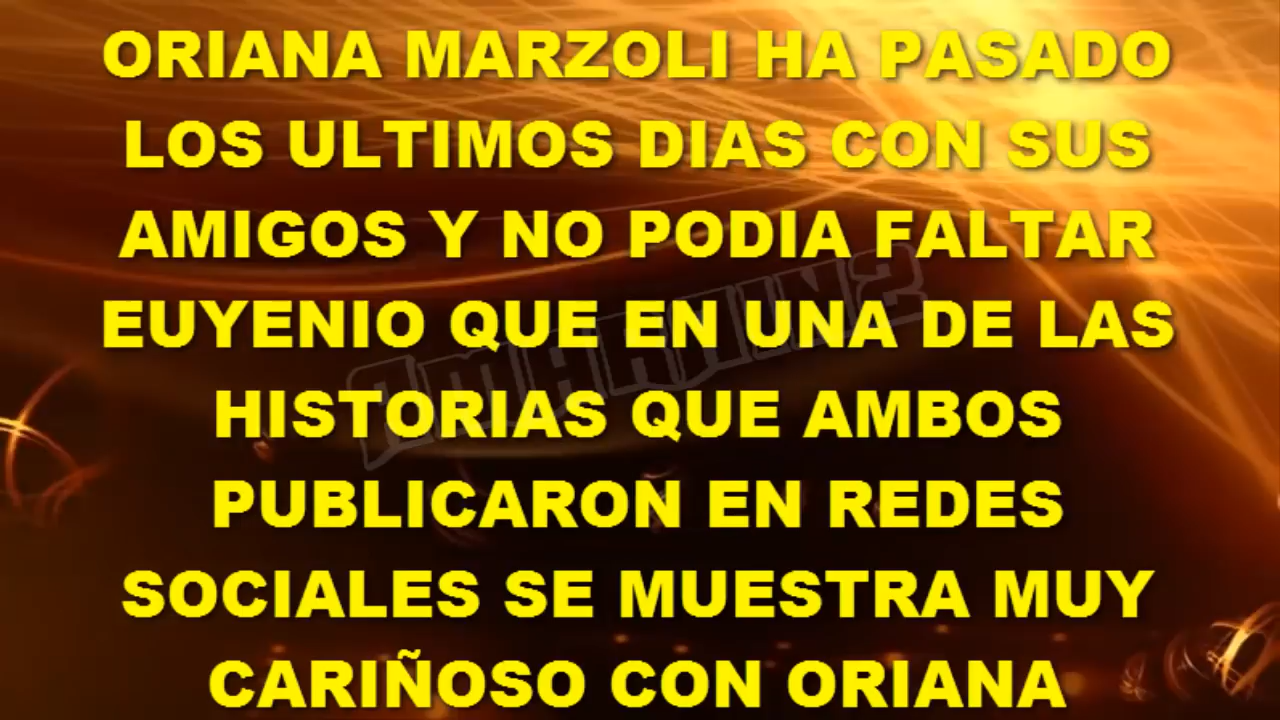 ORIANA MARZOLI HA PASADO
LOS ULTIMOS DIAS CON SUS
AMIGOS Y NO PODIA FALTAR
EUYENIO QUE EN UNA DE LAS
HISTORIAS QUE AMBOS
PUBLICARON EN REDES
SOCIALES SE MUESTRA MUY
CARIÑOSO CON ORIANA